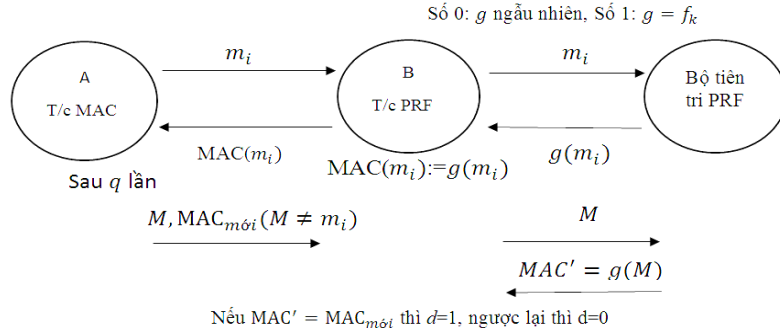 Số 0: g ngẫu nhiên, Số 1: g = f_k
A
T/c MAC
m_i
B
T/c PRF
m_i
Bộ tiên
tri PRF
MAC(m_i)
g(m_i)
MAC(m_i):=g(m_i)
Sau q lần
M, MAC_mới(M ≠ m_i)
M
MAC' = g(M)
Nếu MAC' = MAC_mới thì d=1, ngược lại thì d=0